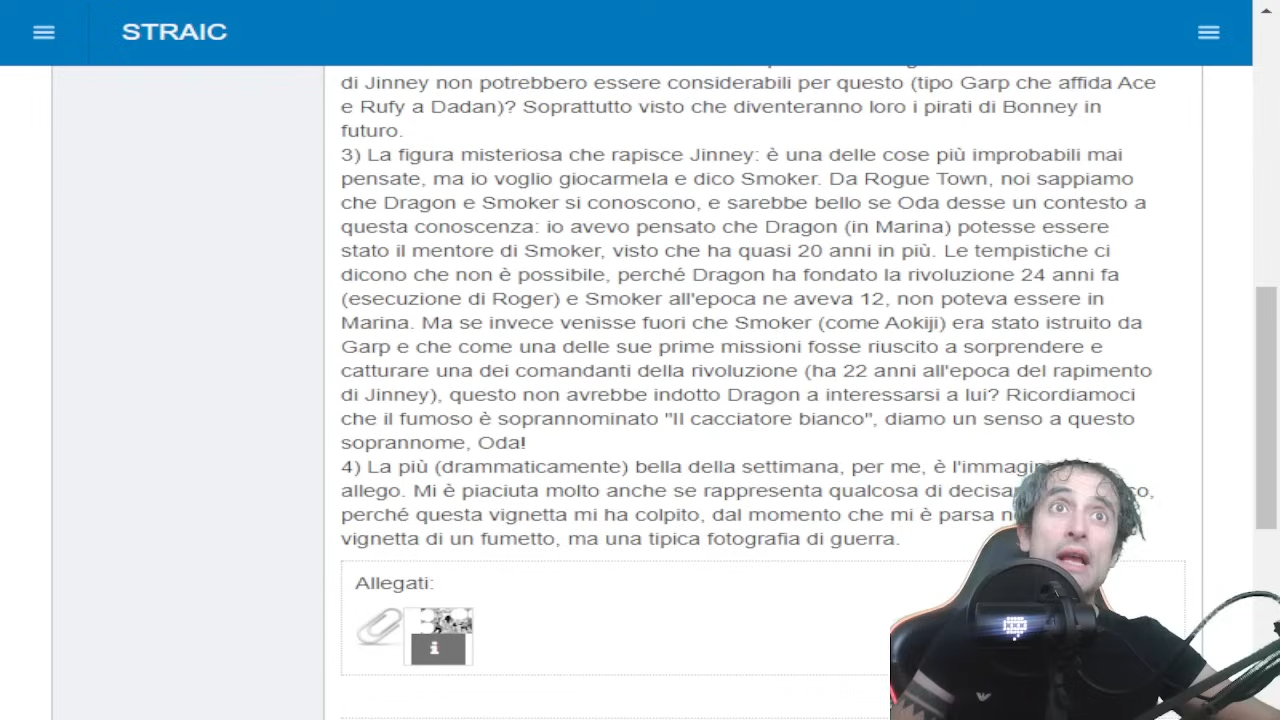 STRAIC
di Jinney non potrebbero essere considerabili per questo (tipo Garp che affida Ace
e Rufy a Dadan)? Soprattutto visto che diventeranno loro i pirati di Bonney in
futuro.
3) La figura misteriosa che rapisce Jinney: è una delle cose più improbabili mai
pensate, ma io voglio giocarmela e dico Smoker. Da Rogue Town, noi sappiamo
che Dragon e Smoker si conoscono, e sarebbe bello se Oda desse un contesto a
questa conoscenza: io avevo pensato che Dragon (in Marina) potesse essere
stato il mentore di Smoker, visto che ha quasi 20 anni in più. Le tempistiche ci
dicono che non è possibile, perché Dragon ha fondato la rivoluzione 24 anni fa
(esecuzione di Roger) e Smoker all'epoca ne aveva 12, non poteva essere in
Marina. Ma se invece venisse fuori che Smoker (come Aokiji) era stato istruito da
Garp e che come una delle sue prime missioni fosse riuscito a sorprendere e
catturare una dei comandanti della rivoluzione (ha 22 anni all'epoca del rapimento
di Jinney), questo non avrebbe indotto Dragon a interessarsi a lui? Ricordiamoci
che il fumoso è soprannominato "Il cacciatore bianco", diamo un senso a questo
soprannome, Oda!
4) La più (drammaticamente) bella della settimana, per me, è
allego. Mi è piaciuta molto anche se rappresenta qualcosa di
perché questa vignetta mi ha colpito, dal momento che mi è parsa
vignetta di un fumetto, ma una tipica fotografia di guerra.
Allegati:
i